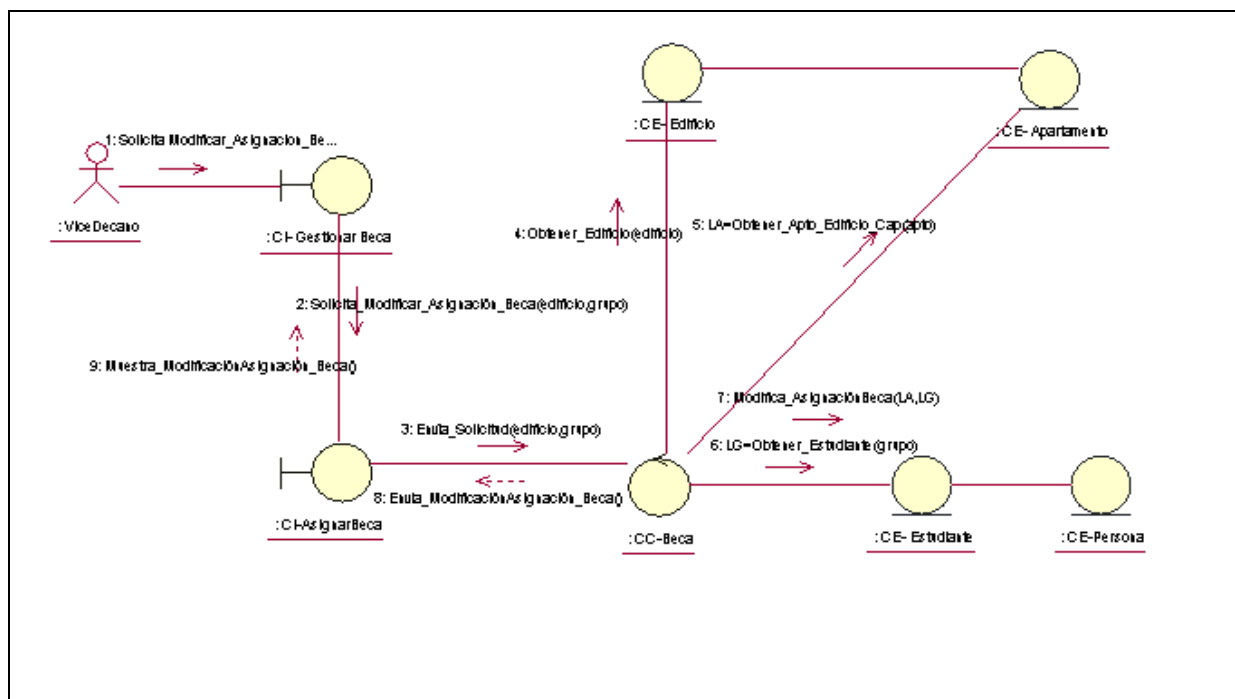 1: Solicita Modificar_Asignacion_Be...
: ViceDecano
: CI-Gestionar Beca
: CE- Edificio
: CE- Apartamento
4: Obtener_Edificio(edificio)
5: LA=Obtener_Apto_Edificio_Cap(apto)
2: Solicita_Modificar_Asignación_Beca(edificio,grupo)
9: Muestra_ModificaciónAsignación_Beca()
7: Modifica_AsignaciónBeca(LA,LG)
3: Envia_Solicitud(edificio,grupo)
6: LG=Obtener_Estudiante(grupo)
8: Envia_ModificaciónAsignación_Beca()
: CI-AsignarBeca
: CC-Beca
: CE- Estudiante
: CE-Persona